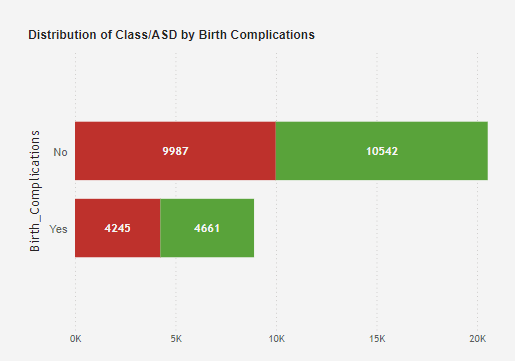 Distribution of Class/ASD by Birth Complications
Birth_Complications
No
9987
10542
Yes
4245
4661
0K
5K
10K
15K
20K